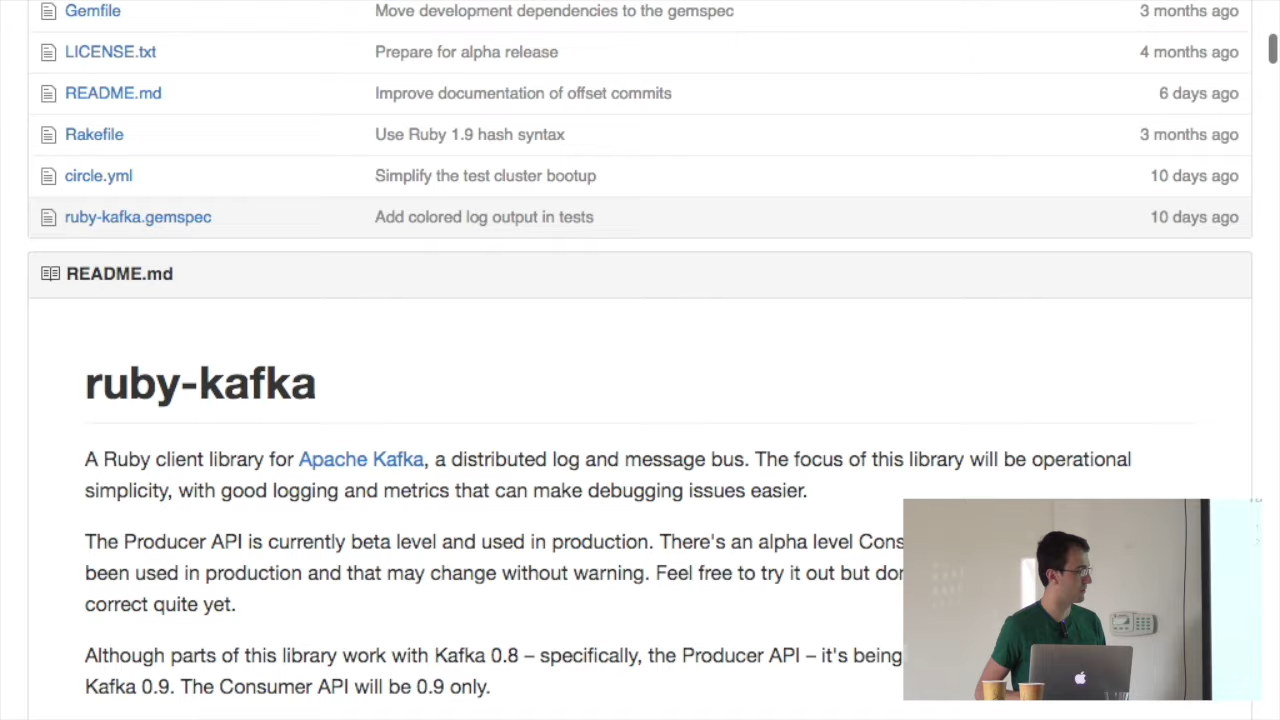 Gemfile Move development dependencies to the gemspec 3 months ago
LICENSE.txt Prepare for alpha release 4 months ago
README.md Improve documentation of offset commits 6 days ago
Rakefile Use Ruby 1.9 hash syntax 3 months ago
circle.yml Simplify the test cluster bootup 10 days ago
ruby-kafka.gemspec Add colored log output in tests 10 days ago
README.md
ruby-kafka
A Ruby client library for Apache Kafka, a distributed log and message bus. The focus of this library will be operational
simplicity, with good logging and metrics that can make debugging issues easier.
The Producer API is currently beta level and used in production. There's an alpha level
been used in production and that may change without warning. Feel free to try it out but
correct quite yet.
Although parts of this library work with Kafka 0.8 – specifically, the Producer API – it's being
Kafka 0.9. The Consumer API will be 0.9 only.